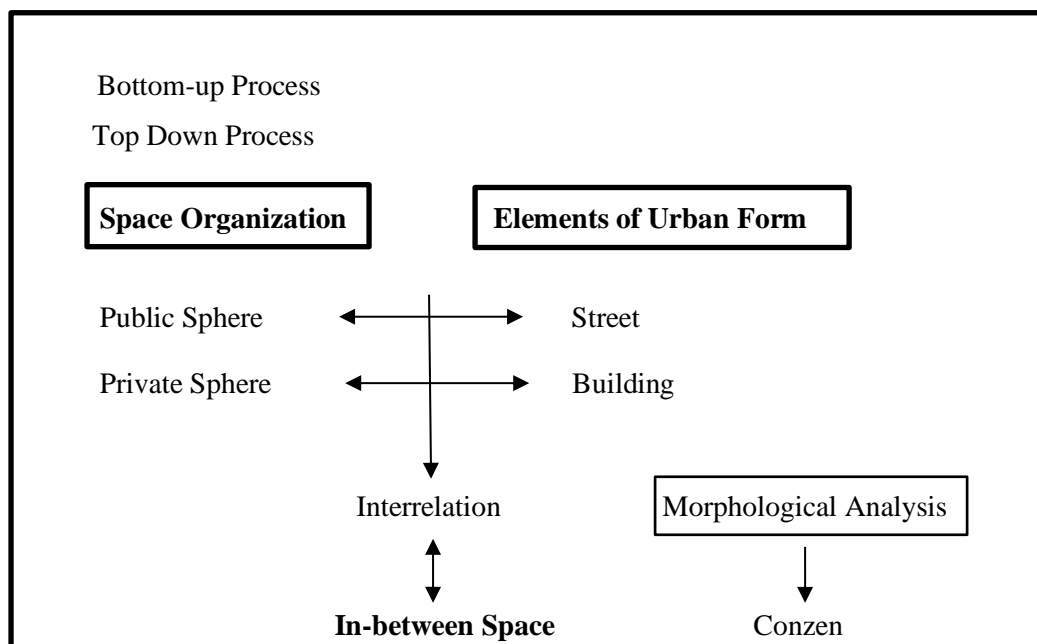 Bottom-up Process
Top Down Process
Space Organization
Elements of Urban Form
Public Sphere
Street
Private Sphere
Building
Interrelation
Morphological Analysis
In-between Space
Conzen